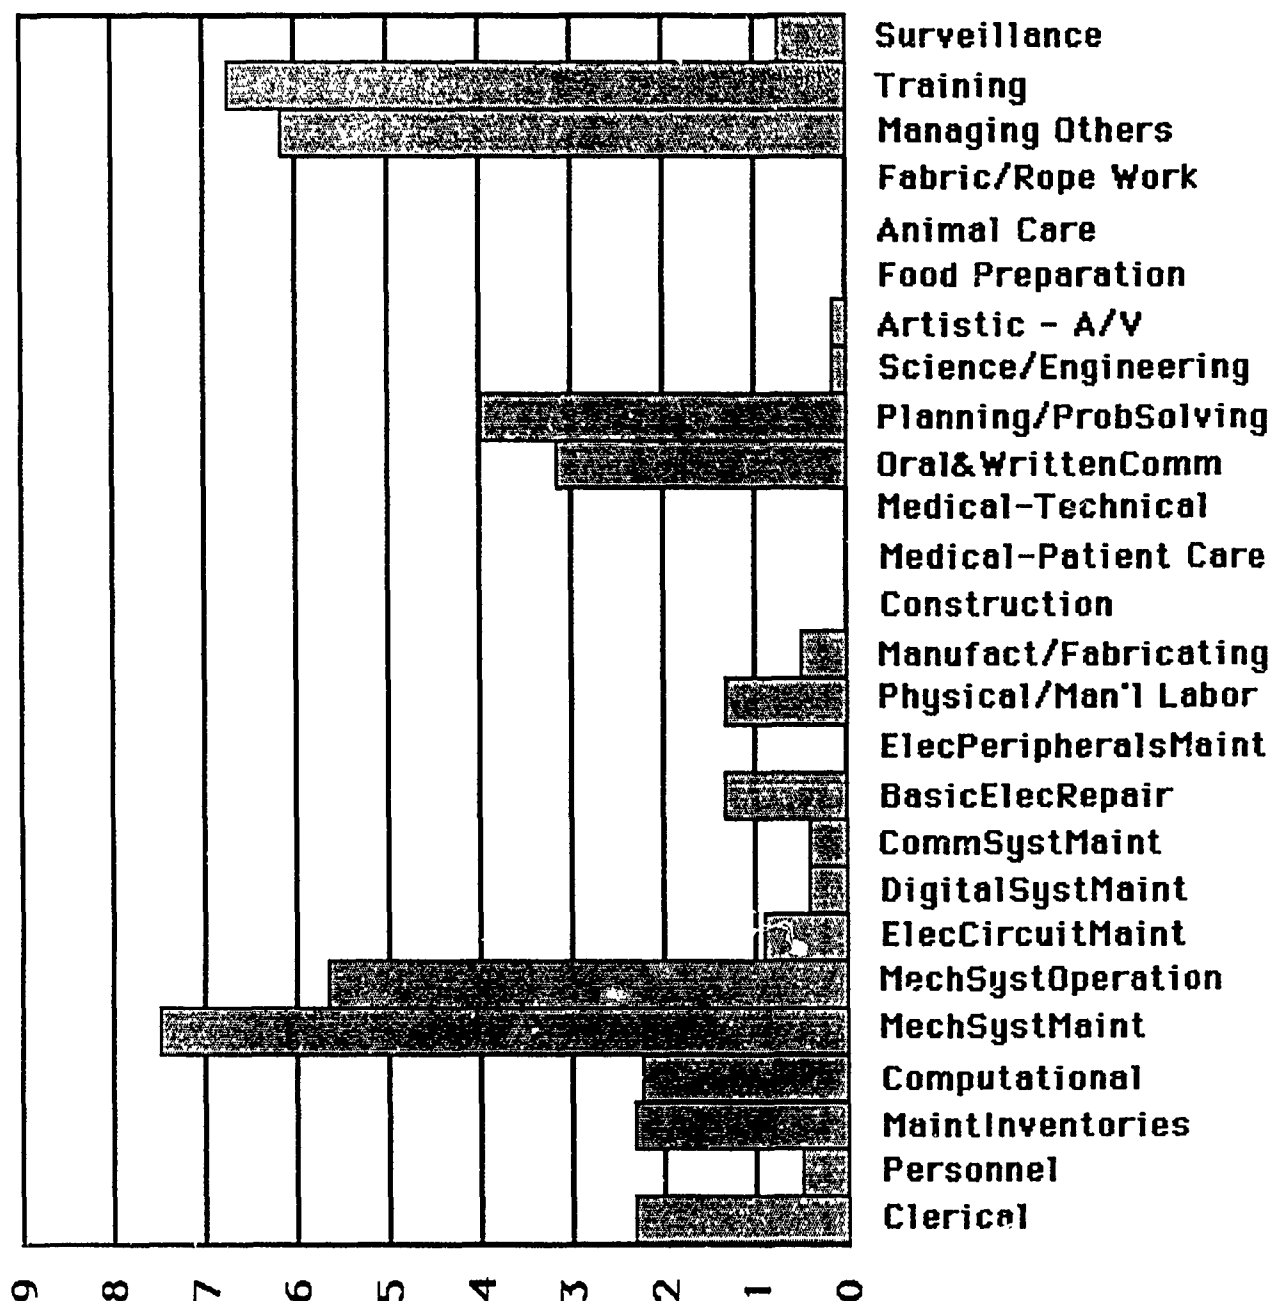 Surveillance
Training
Managing Others
Fabric/Rope Work
Animal Care
Food Preparation
Artistic - A/V
Science/Engineering
Planning/ProbSolving
Oral&WrittenComm
Medical-Technical
Medical-Patient Care
Construction
Manufact/Fabricating
Physical/Man'l Labor
ElecPeripheralsMaint
BasicElecRepair
CommSystMaint
DigitalSystMaint
ElecCircuitMaint
MechSystOperation
MechSystMaint
Computational
MaintInventories
Personnel
Clerical
9 8 7 6 5 4 3 2 1 0